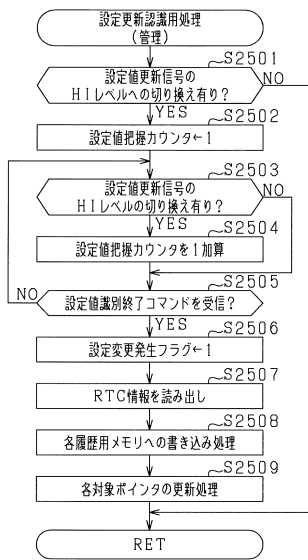 設定更新認識用処理
(管理)
S2501
設定値更新信号の
HIレベルへの切り換え有り?
NO
YES
S2502
設定値把握カウンタ←1
S2503
設定値更新信号の
HIレベルの切り換え有り?
NO
YES
S2504
設定値把握カウンタを1加算
S2505
NO
設定値識別終了コマンドを受信?
YES
S2506
設定変更発生フラグ←1
S2507
RTC情報を読み出し
S2508
各履歴用メモリへの書き込み処理
S2509
各対象ポインタの更新処理
RET